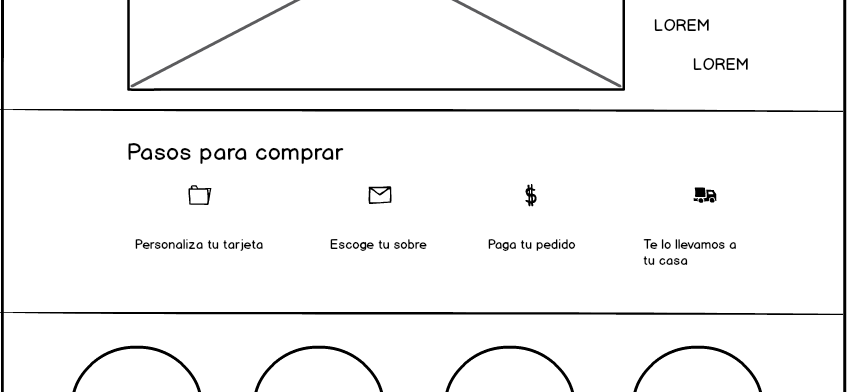 LOREM
LOREM
Pasos para comprar
$
Personaliza tu tarjeta
Escoge tu sobre
Paga tu pedido
Te lo llevamos a
tu casa